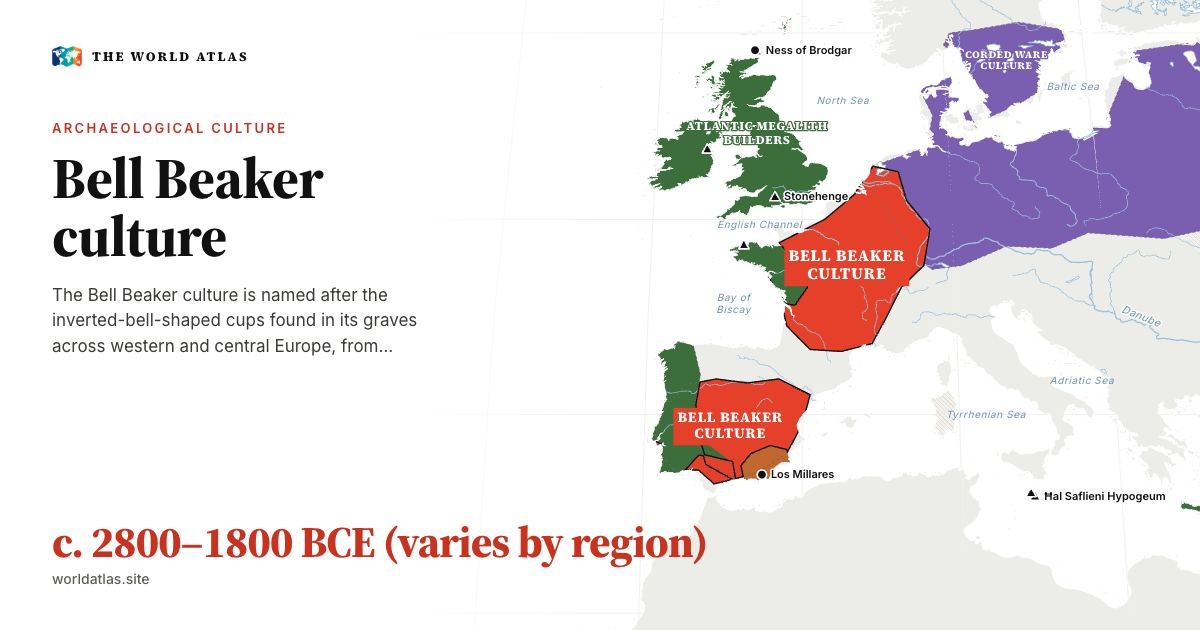 THE WORLD ATLAS
ARCHAEOLOGICAL CULTURE
Bell Beaker
culture
The Bell Beaker culture is named after the
inverted-bell-shaped cups found in its graves
across western and central Europe, from...
c. 2800–1800 BCE (varies by region)
worldatlas.site
Ness of Brodgar
CORDED WARE
CULTURE
Baltic Sea
North Sea
ATLANTIC MEGALITH
BUILDERS
Stonehenge
English Channel
BELL BEAKER
CULTURE
Bay of
Biscay
Danube
Adriatic Sea
Tyrrhenian Sea
BELL BEAKER
CULTURE
Los Millares
Ħal Saflieni Hypogeum